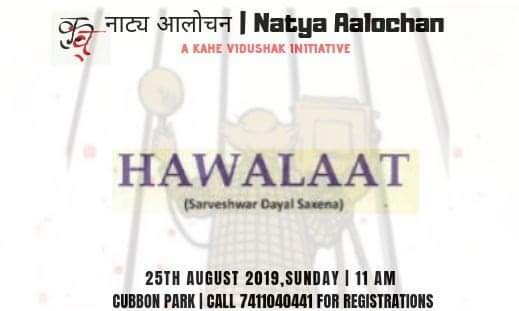 कवि नाट्य आलोचन | Natya Aalochan
A KAHE VIDUSHAK INITIATIVE
HAWALAAT
(Sarveshwar Dayal Saxena)
25TH AUGUST 2019,SUNDAY | 11 AM
CUBBON PARK | CALL 7411040441 FOR REGISTRATIONS